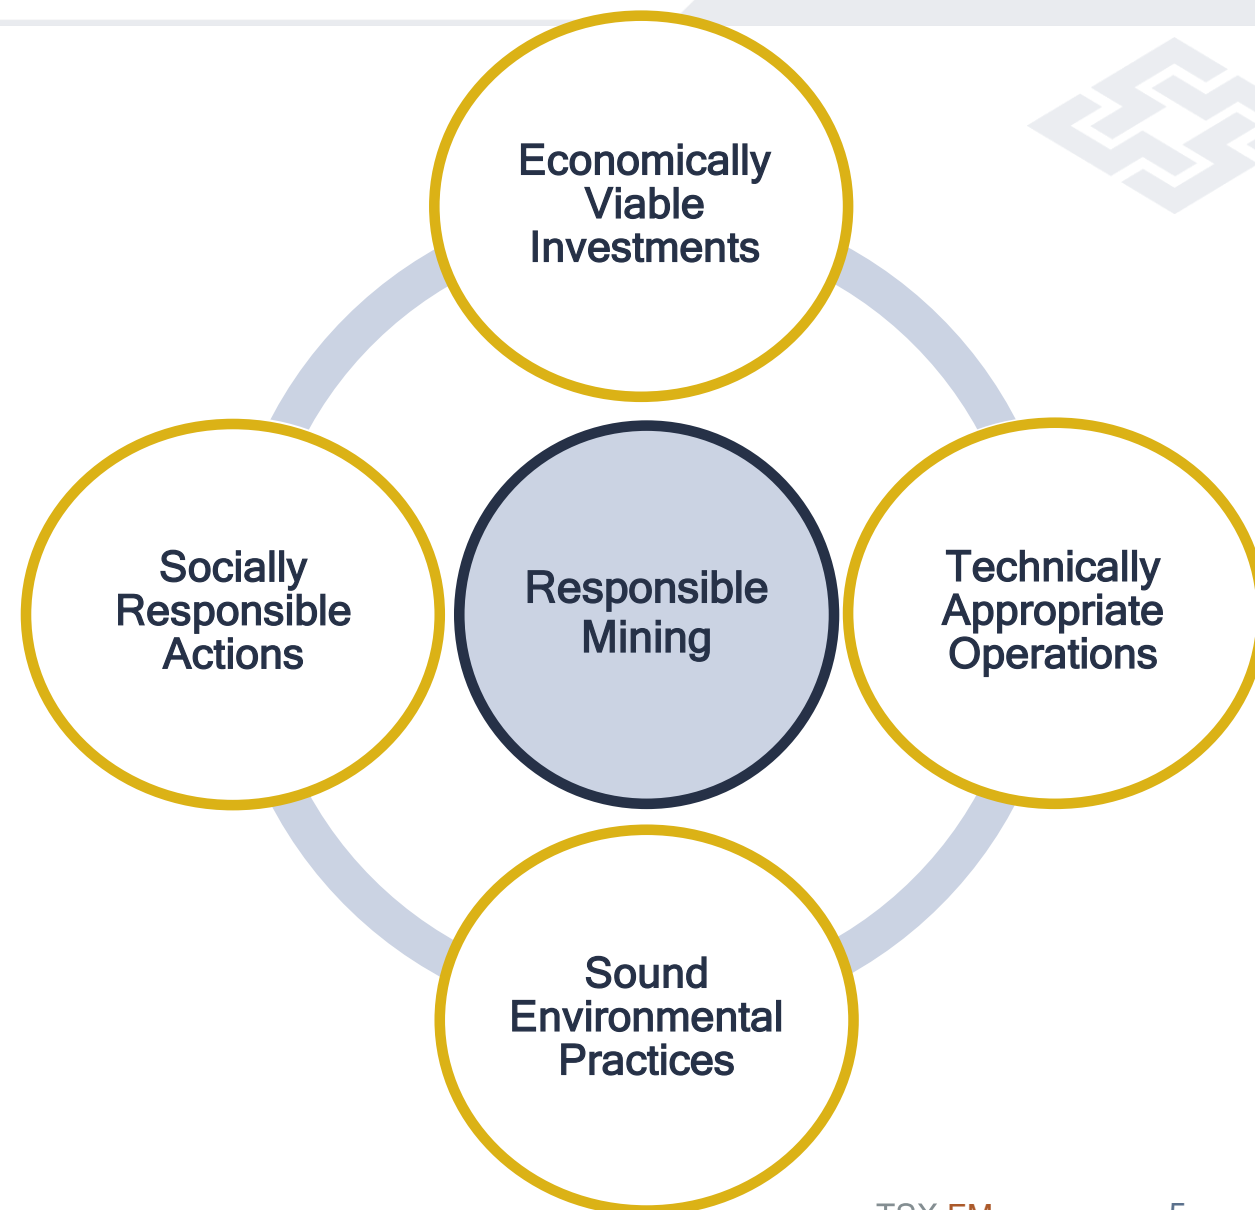 Economically
Viable
Investments
Socially
Responsible
Actions
Responsible
Mining
Technically
Appropriate
Operations
Sound
Environmental
Practices